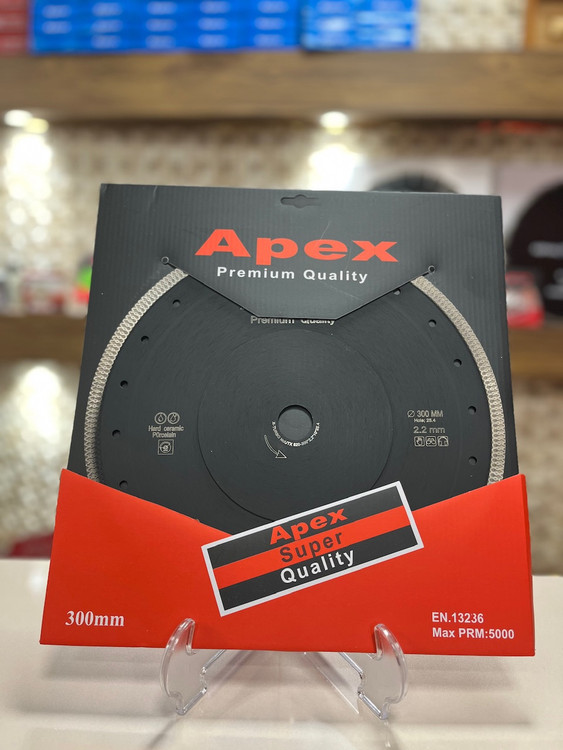 Apex
Premium Quality
Premium Quality
Hard ceramic
Porcelain
Ø 300 MM
Hole: 25.4
2.2 mm
Apex
Super
Quality
300mm
EN.13236
Max PRM:5000